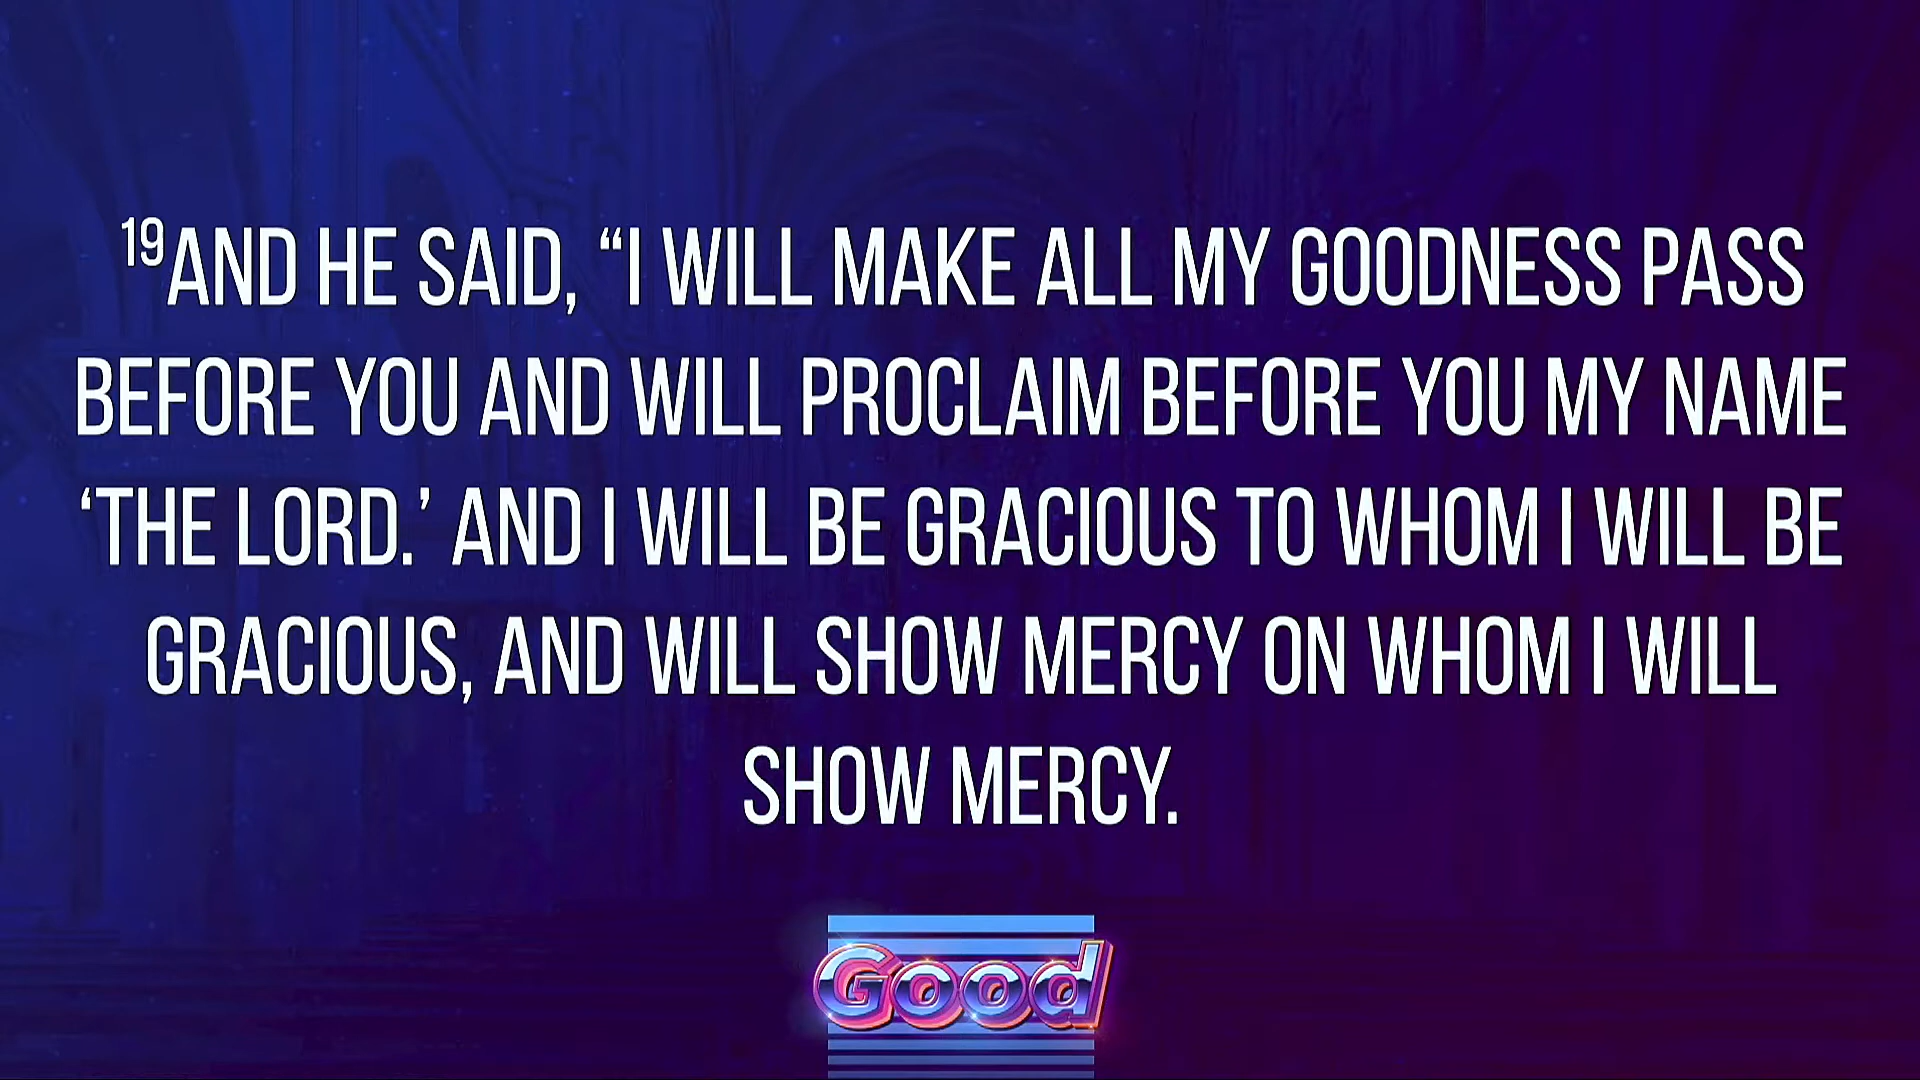 19AND HE SAID, “I WILL MAKE ALL MY GOODNESS PASS
BEFORE YOU AND WILL PROCLAIM BEFORE YOU MY NAME
‘THE LORD.’ AND I WILL BE GRACIOUS TO WHOM I WILL BE
GRACIOUS, AND WILL SHOW MERCY ON WHOM I WILL
SHOW MERCY.
Good